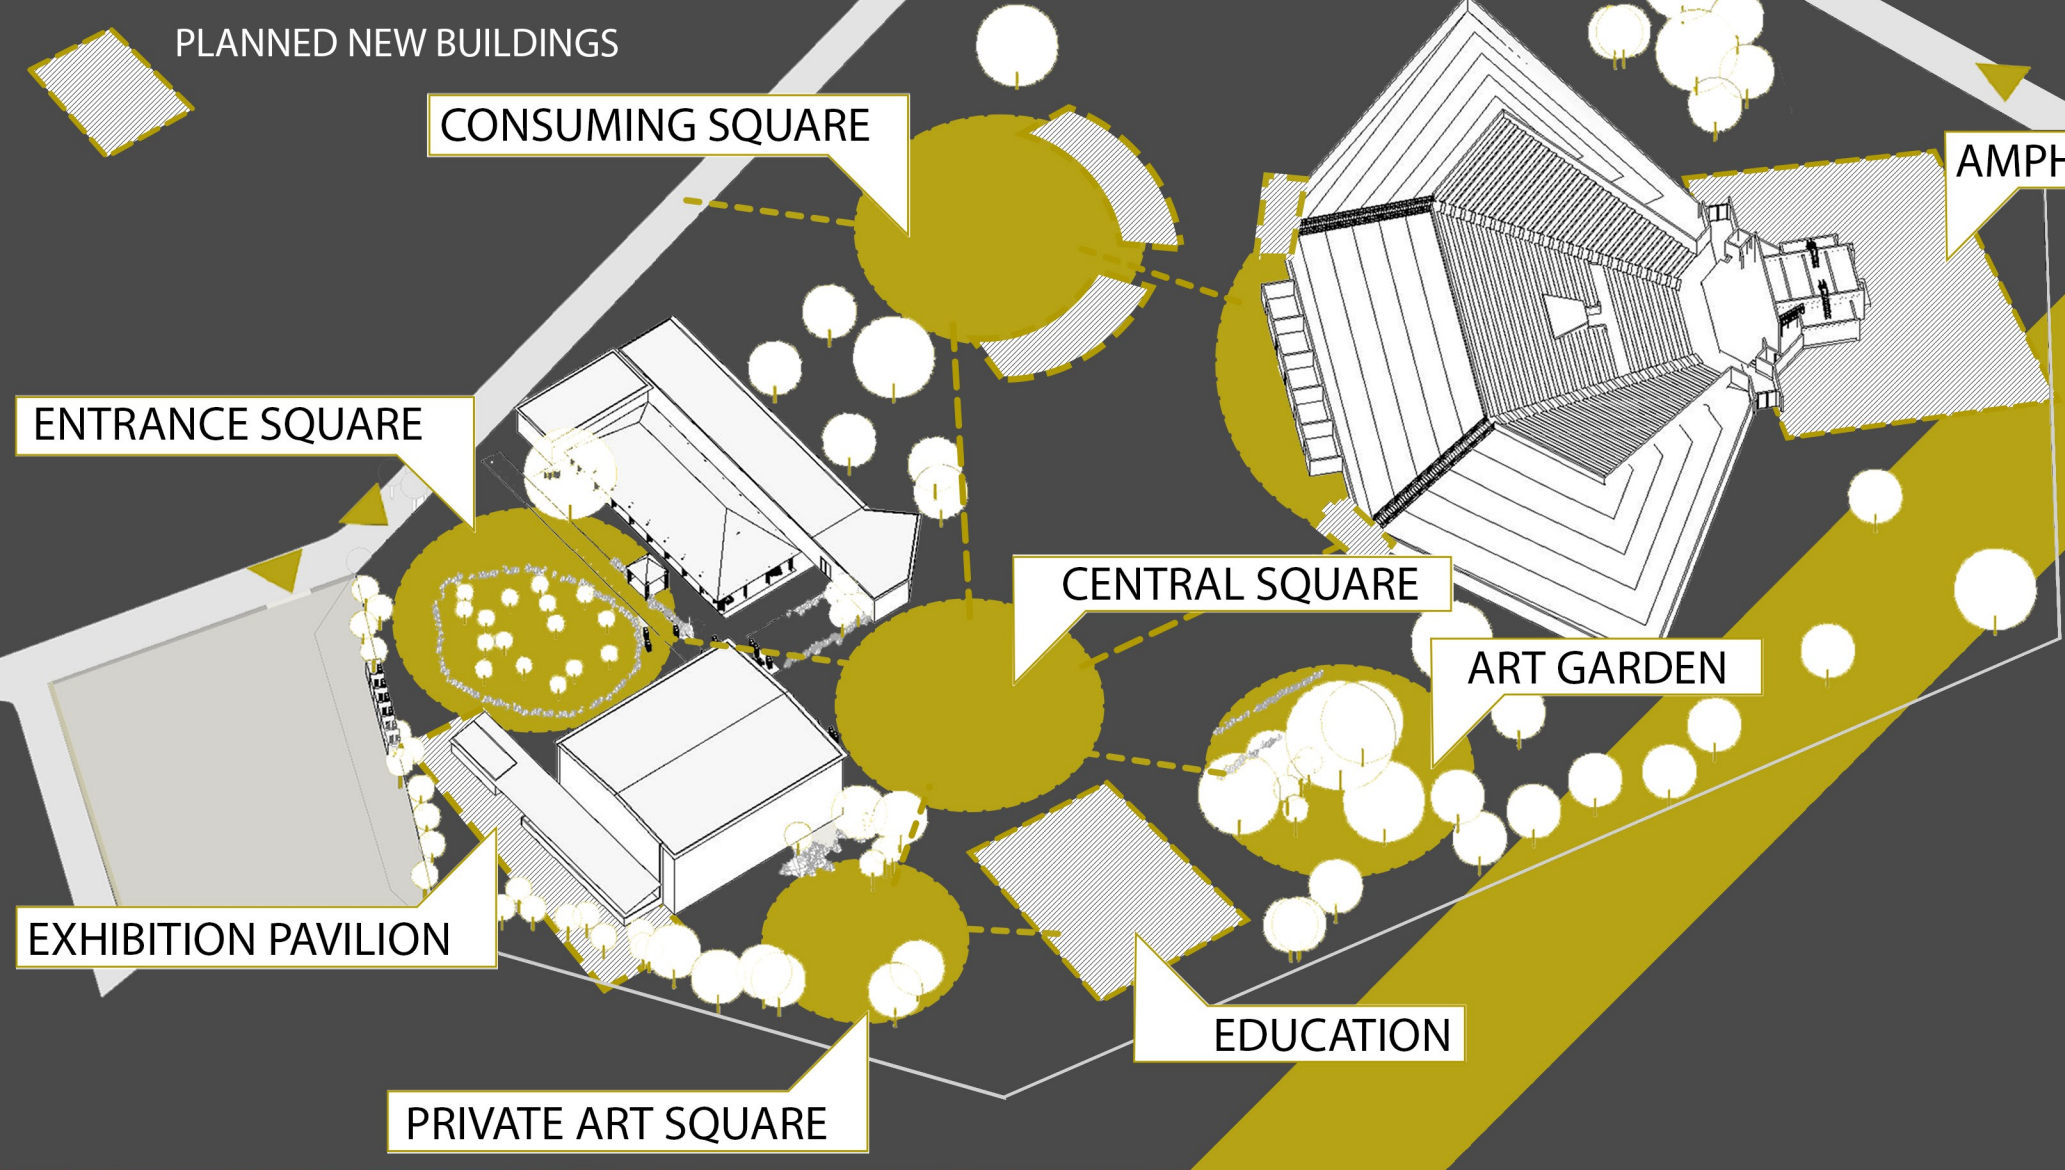 PLANNED NEW BUILDINGS
CONSUMING SQUARE
AMPH
ENTRANCE SQUARE
CENTRAL SQUARE
ART GARDEN
EXHIBITION PAVILION
EDUCATION
PRIVATE ART SQUARE